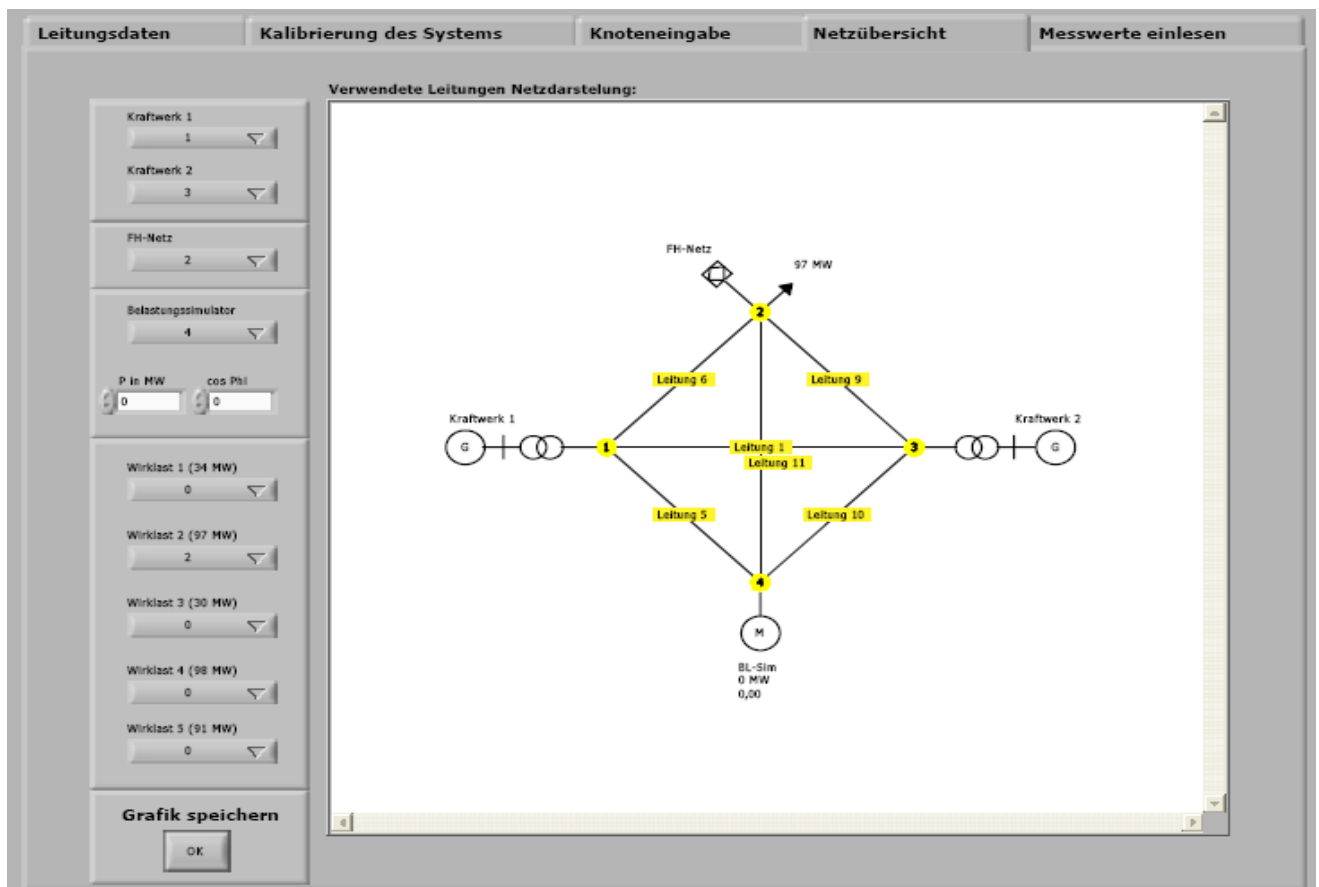 Leitungsdaten
Kalibrierung des Systems
Knoteneingabe
Netzübersicht
Messwerte einlesen
Verwendete Leitungen Netzdarstelung:
Kraftwerk 1
1
Kraftwerk 2
3
FH-Netz
2
Belastungssimulator
4
P in MW
cos Phi
0
0
Wirklast 1 (34 MW)
0
Wirklast 2 (97 MW)
2
Wirklast 3 (30 MW)
0
Wirklast 4 (98 MW)
0
Wirklast 5 (91 MW)
0
Grafik speichern
OK
FH-Netz
97 MW
2
Leitung 6
Leitung 9
Kraftwerk 1
Kraftwerk 2
G
1
Leitung 1
3
G
Leitung 11
Leitung 5
Leitung 10
4
M
BL-Sim
0 MW
0,00